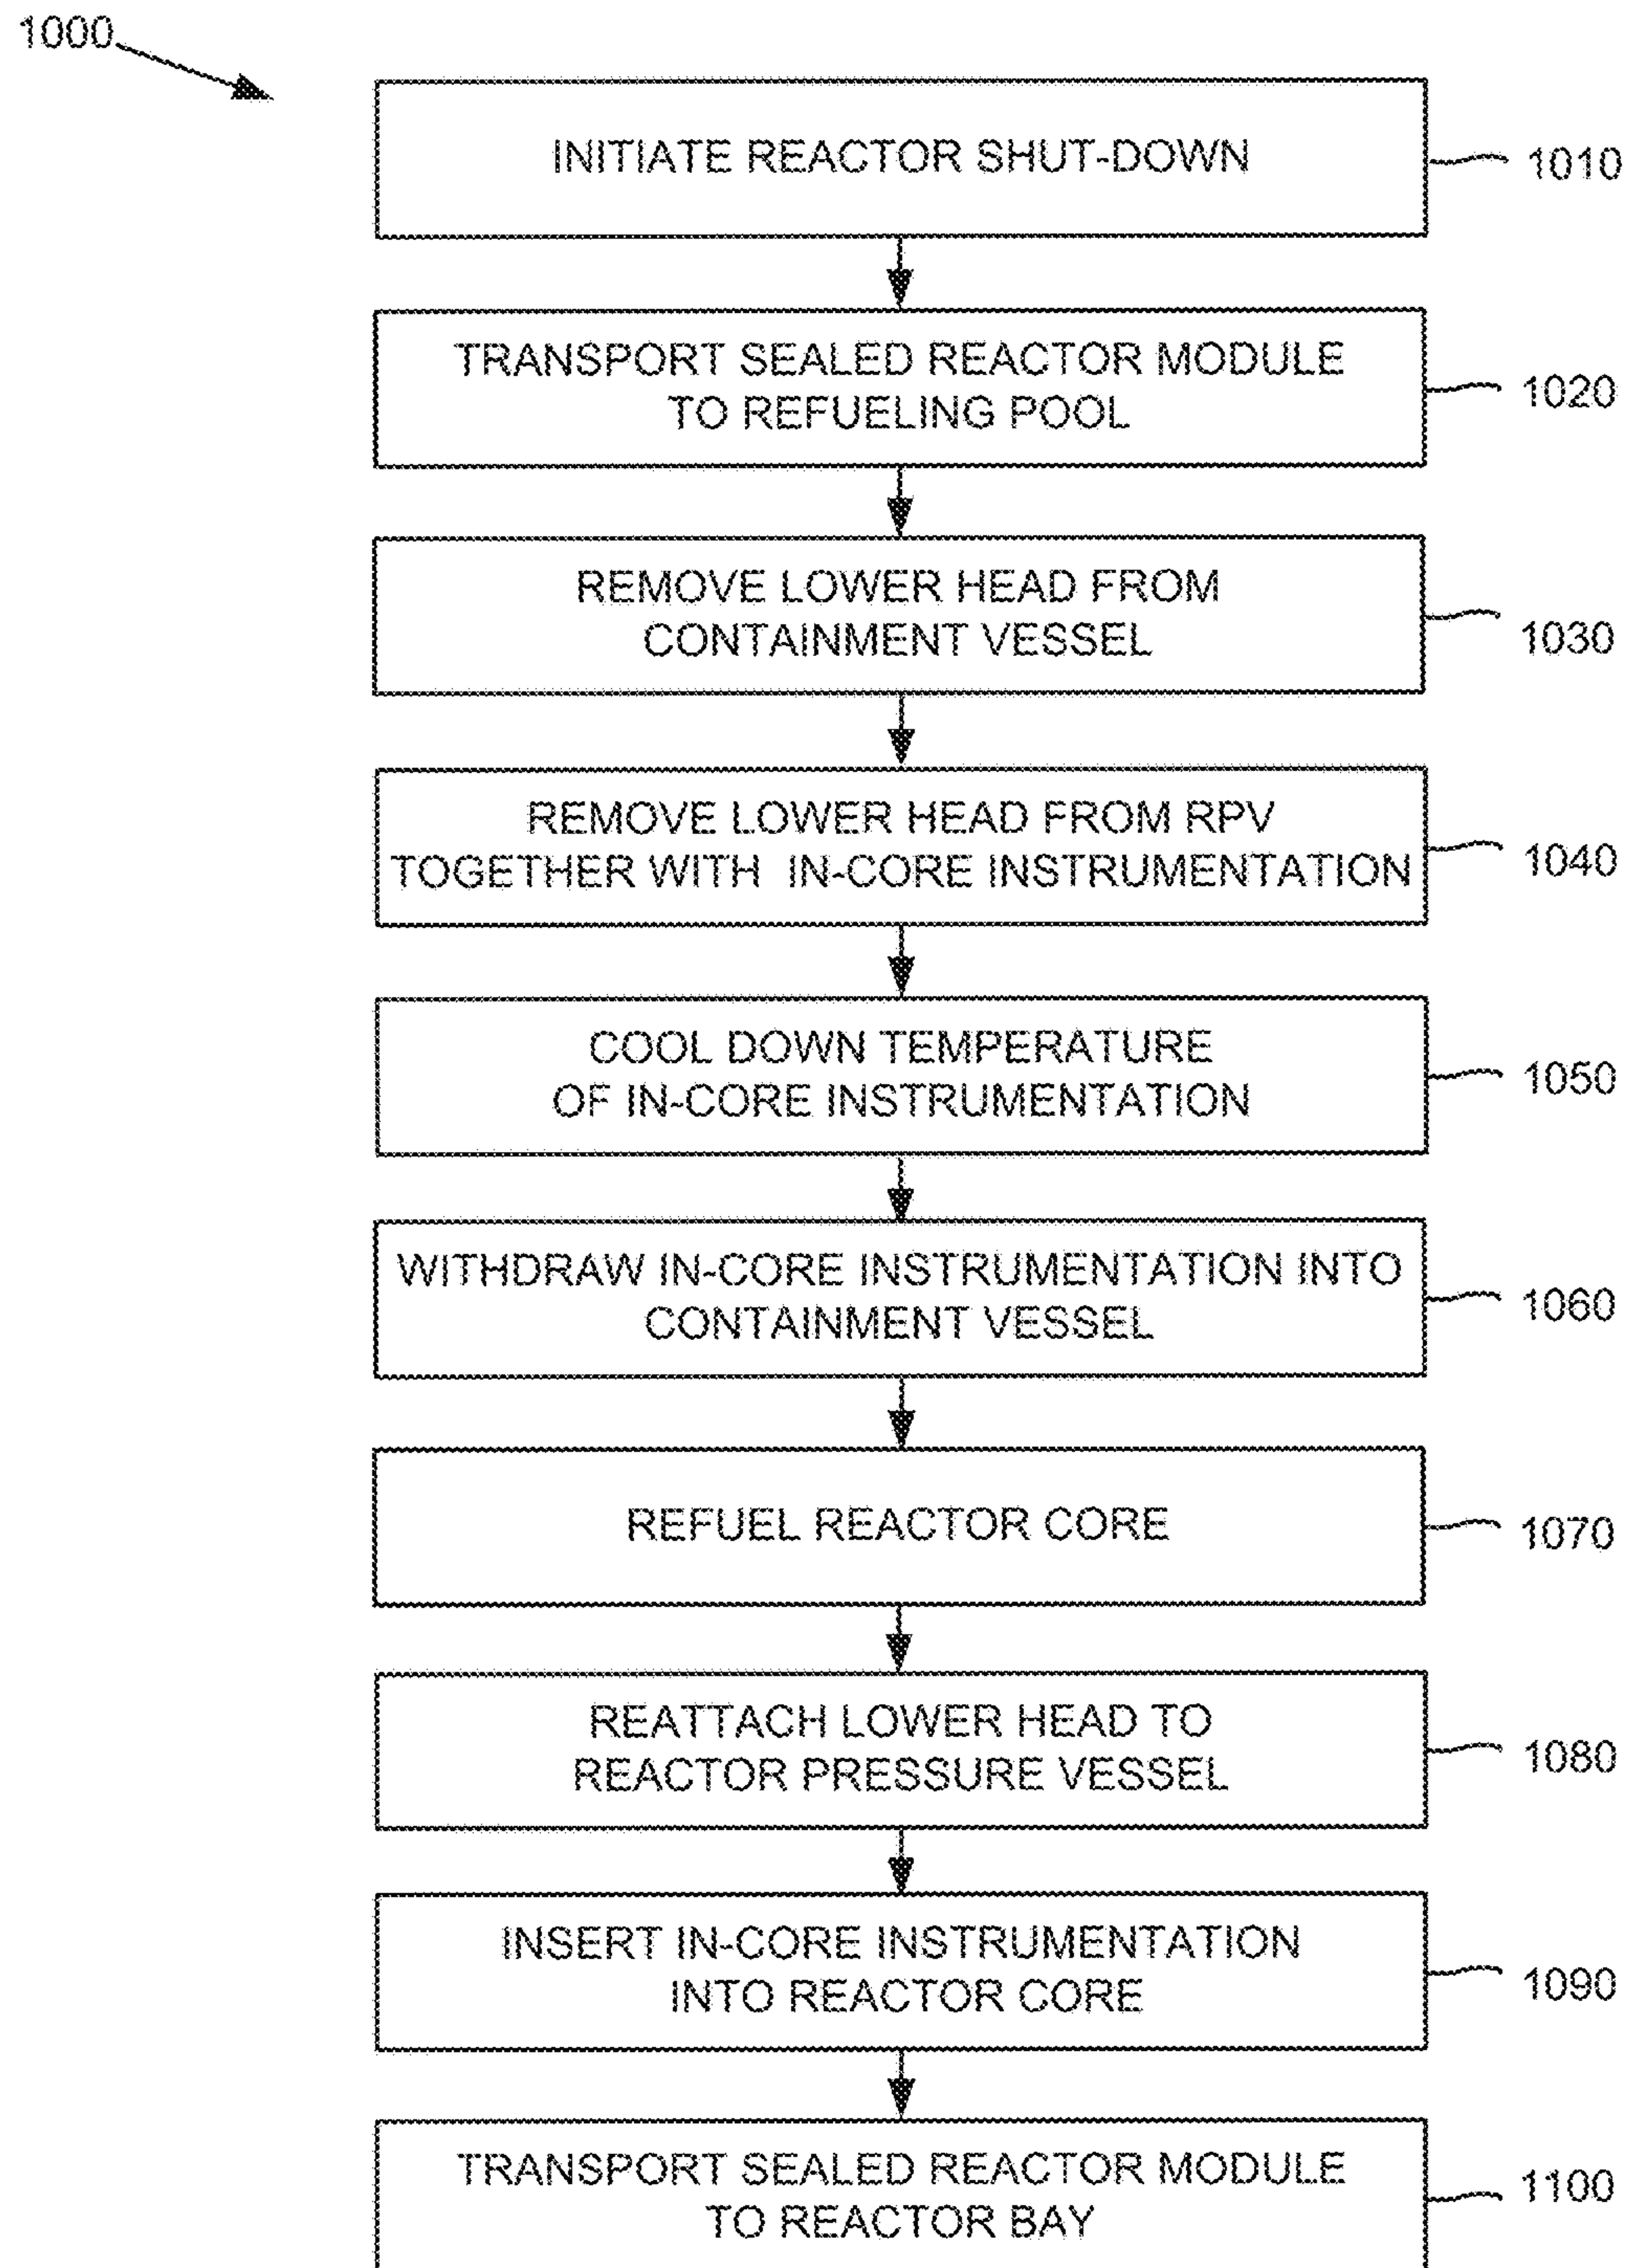 1000
INITIATE REACTOR SHUT-DOWN
1010
TRANSPORT SEALED REACTOR MODULE
TO REFUELING POOL
1020
REMOVE LOWER HEAD FROM
CONTAINMENT VESSEL
1030
REMOVE LOWER HEAD FROM RPV
TOGETHER WITH IN-CORE INSTRUMENTATION
1040
COOL DOWN TEMPERATURE
OF IN-CORE INSTRUMENTATION
1050
WITHDRAW IN-CORE INSTRUMENTATION INTO
CONTAINMENT VESSEL
1060
REFUEL REACTOR CORE
1070
REATTACH LOWER HEAD TO
REACTOR PRESSURE VESSEL
1080
INSERT IN-CORE INSTRUMENTATION
INTO REACTOR CORE
1090
TRANSPORT SEALED REACTOR MODULE
TO REACTOR BAY
1100